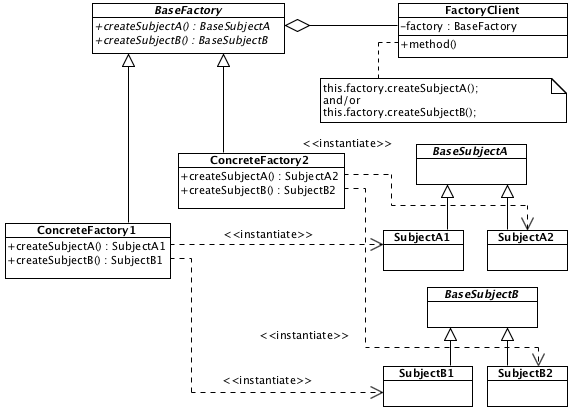 BaseFactory
+createSubjectA() : BaseSubjectA
+createSubjectB() : BaseSubjectB
FactoryClient
-factory : BaseFactory
+method()
this.factory.createSubjectA();
and/or
this.factory.createSubjectB();
<<instantiate>>
ConcreteFactory2
+createSubjectA() : SubjectA2
+createSubjectB() : SubjectB2
BaseSubjectA
ConcreteFactory1
+createSubjectA() : SubjectA1
+createSubjectB() : SubjectB1
<<instantiate>>
SubjectA1
SubjectA2
BaseSubjectB
<<instantiate>>
<<instantiate>>
SubjectB1
SubjectB2